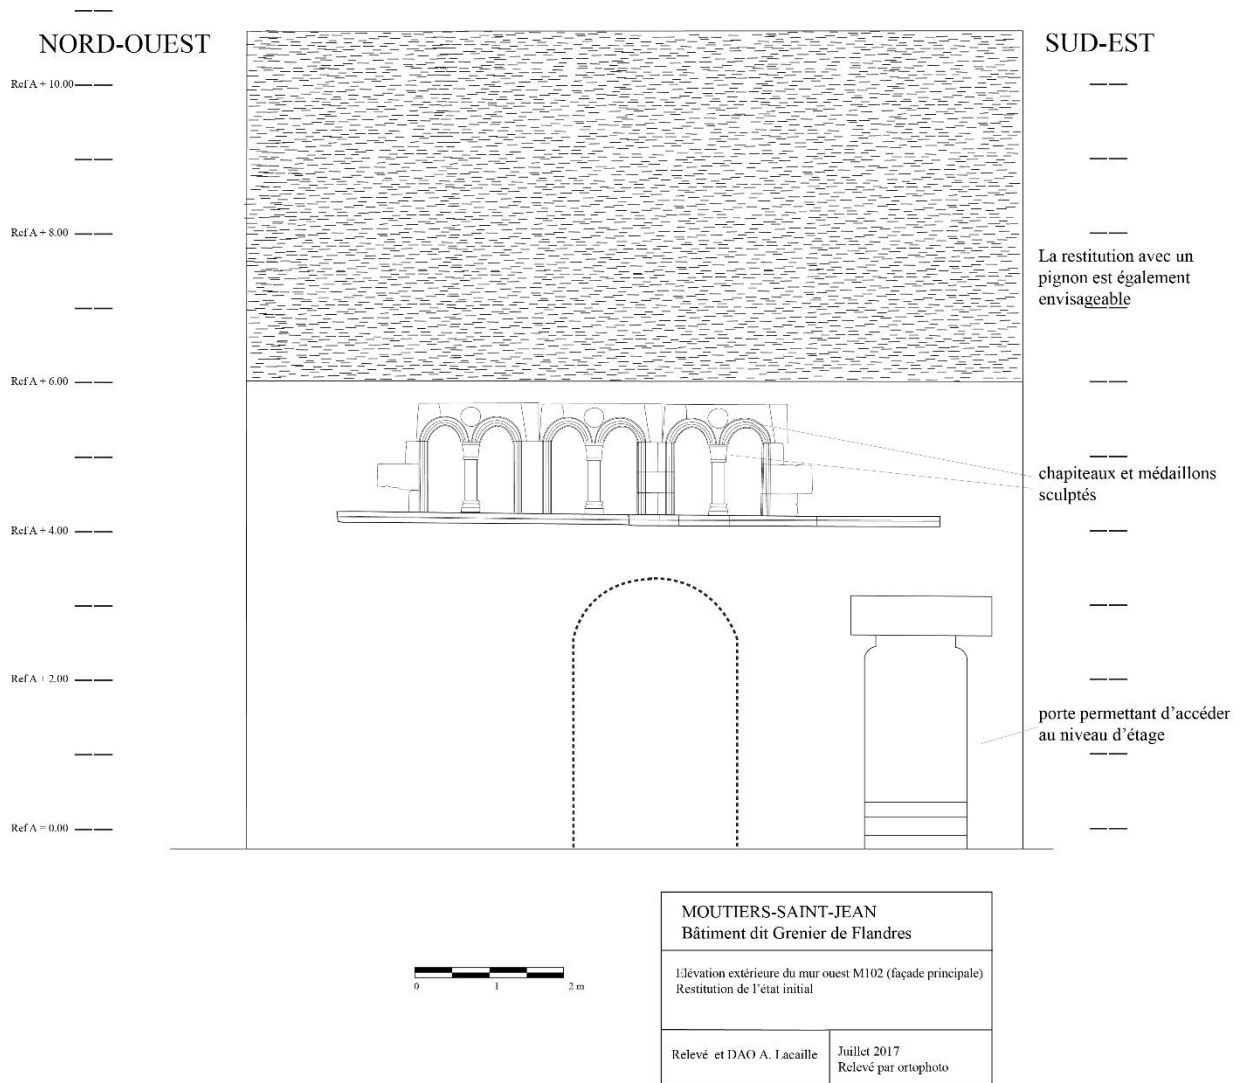 NORD-OUEST
SUD-EST
Ref A + 10.00
Ref A + 8.00
La restitution avec un
pignon est également
envisageable
Ref A + 6.00
chapiteaux et médaillons
sculptés
Ref A + 4.00
Ref A + 2.00
porte permettant d'accéder
au niveau d'étage
Ref A = 0.00
MOUTIERS-SAINT-JEAN
Bâtiment dit Grenier de Flandres
Elévation extérieure du mur ouest M102 (façade principale)
Restitution de l'état initial
0 1 2 m
Relevé et DAO A. Lacaille
Juillet 2017
Relevé par ortophoto